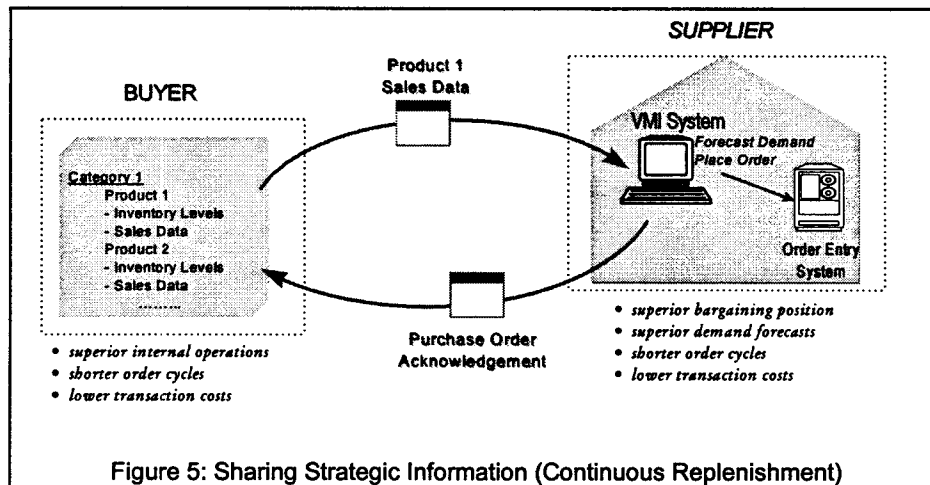 SUPPLIER
Product 1
Sales Data
BUYER
VMI System
Forecast Demand
Place Order
Category 1
Product 1
- Inventory Levels
- Sales Data
Product 2
- Inventory Levels
- Sales Data
.........
Order Entry
System
Purchase Order
Acknowledgement
• superior internal operations
• shorter order cycles
• lower transaction costs
• superior bargaining position
• superior demand forecasts
• shorter order cycles
• lower transaction costs
Figure 5: Sharing Strategic Information (Continuous Replenishment)